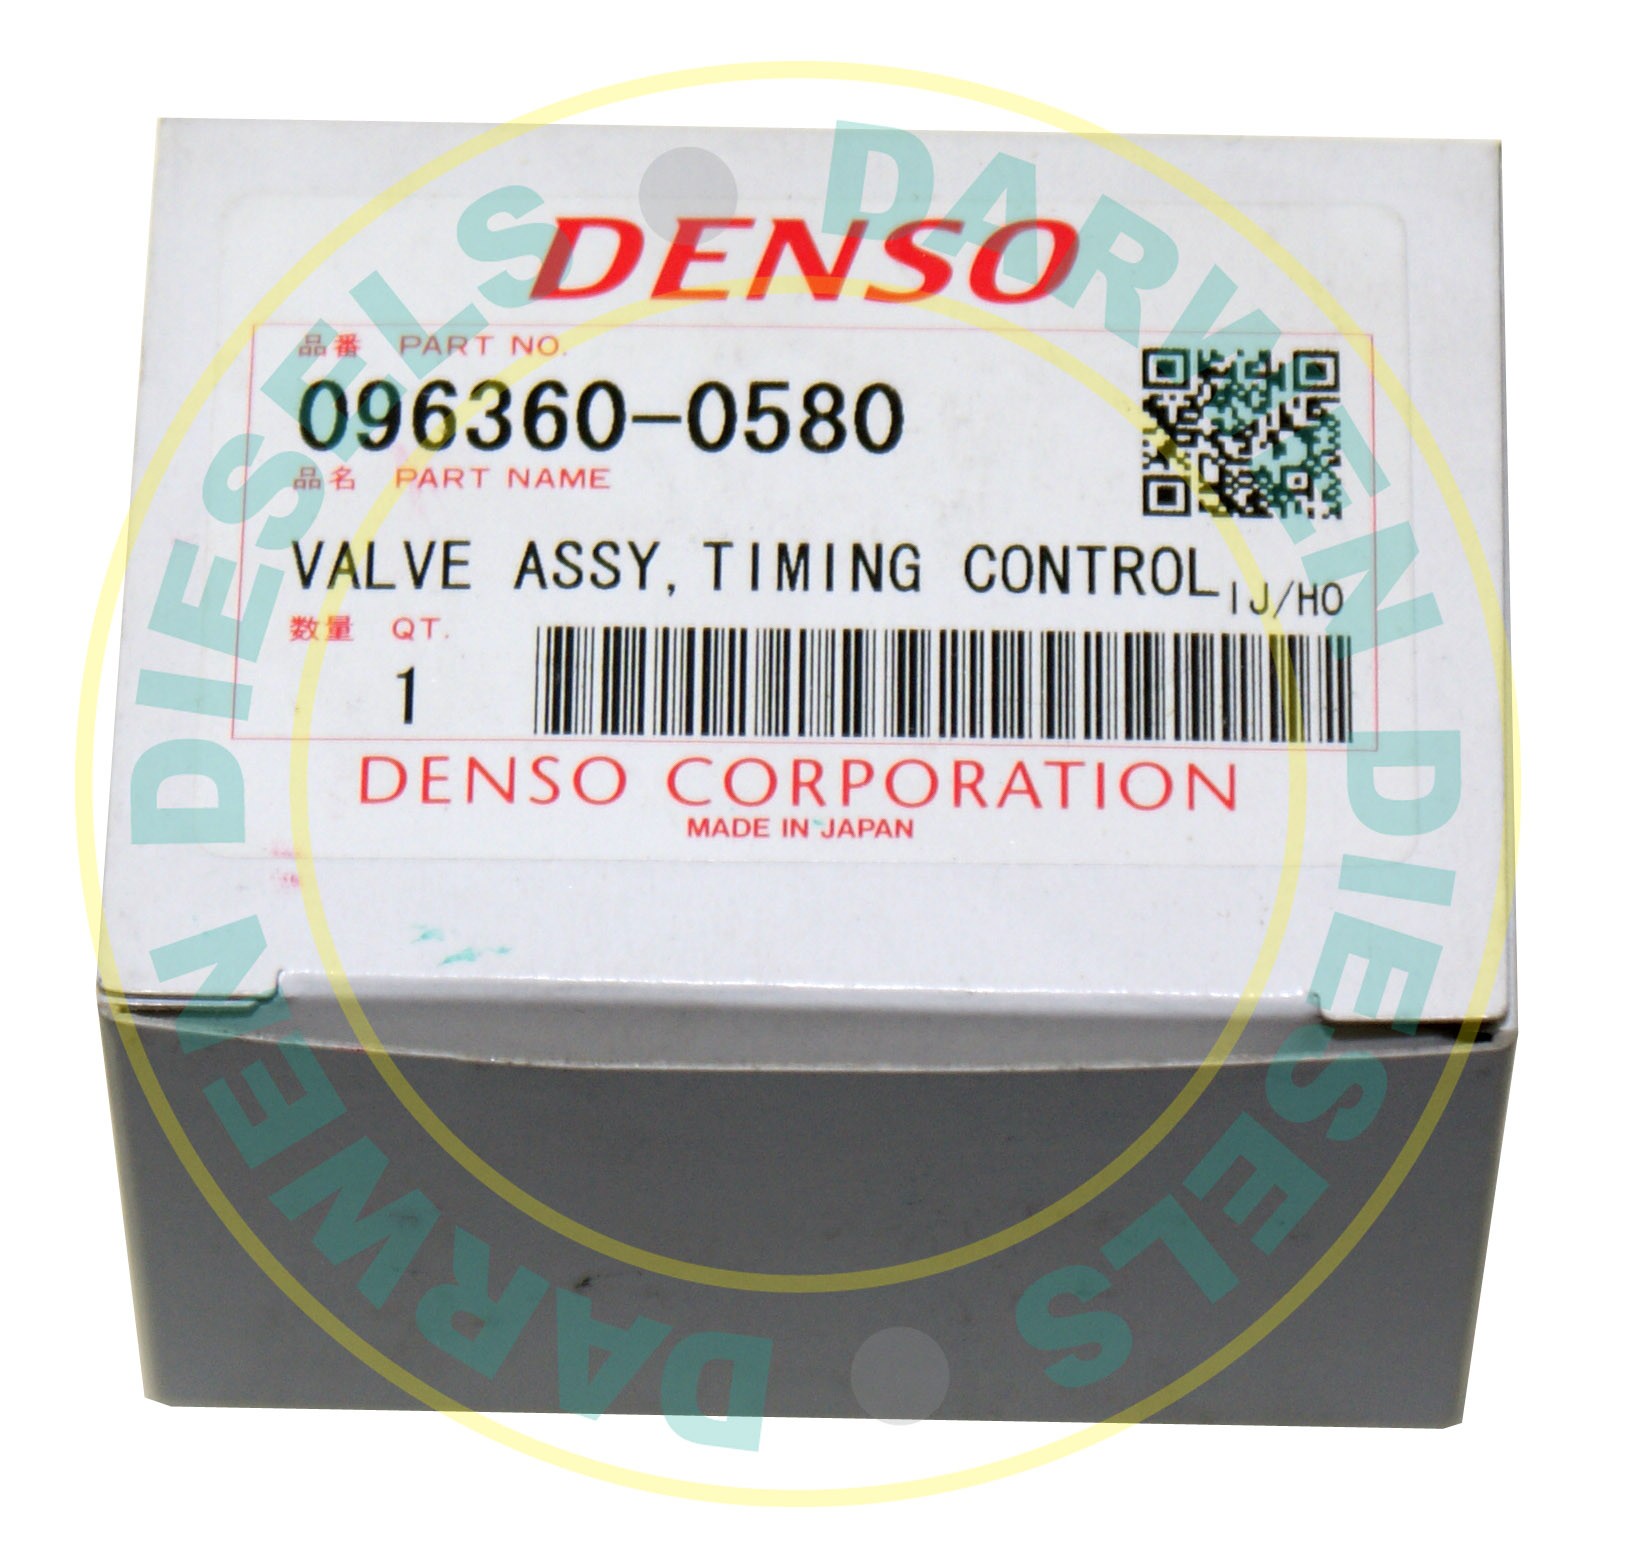 DENSO
品番 PART NO.
096360-0580
品名 PART NAME
VALVE ASSY, TIMING CONTROL IJ/HO
数量 QT.
1
DENSO CORPORATION
MADE IN JAPAN
DARWEN DIESELS
DARWEN DIESELS